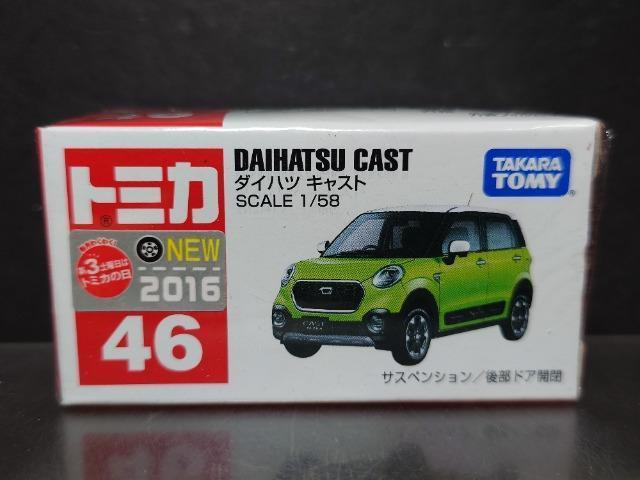 トミカ
®
DAIHATSU CAST
ダイハツ キャスト
SCALE 1/58
TAKARA
TOMY®
NEW
2016
第3土曜日は
トミカの日
46
CAST
サスペンション／後部ドア開閉